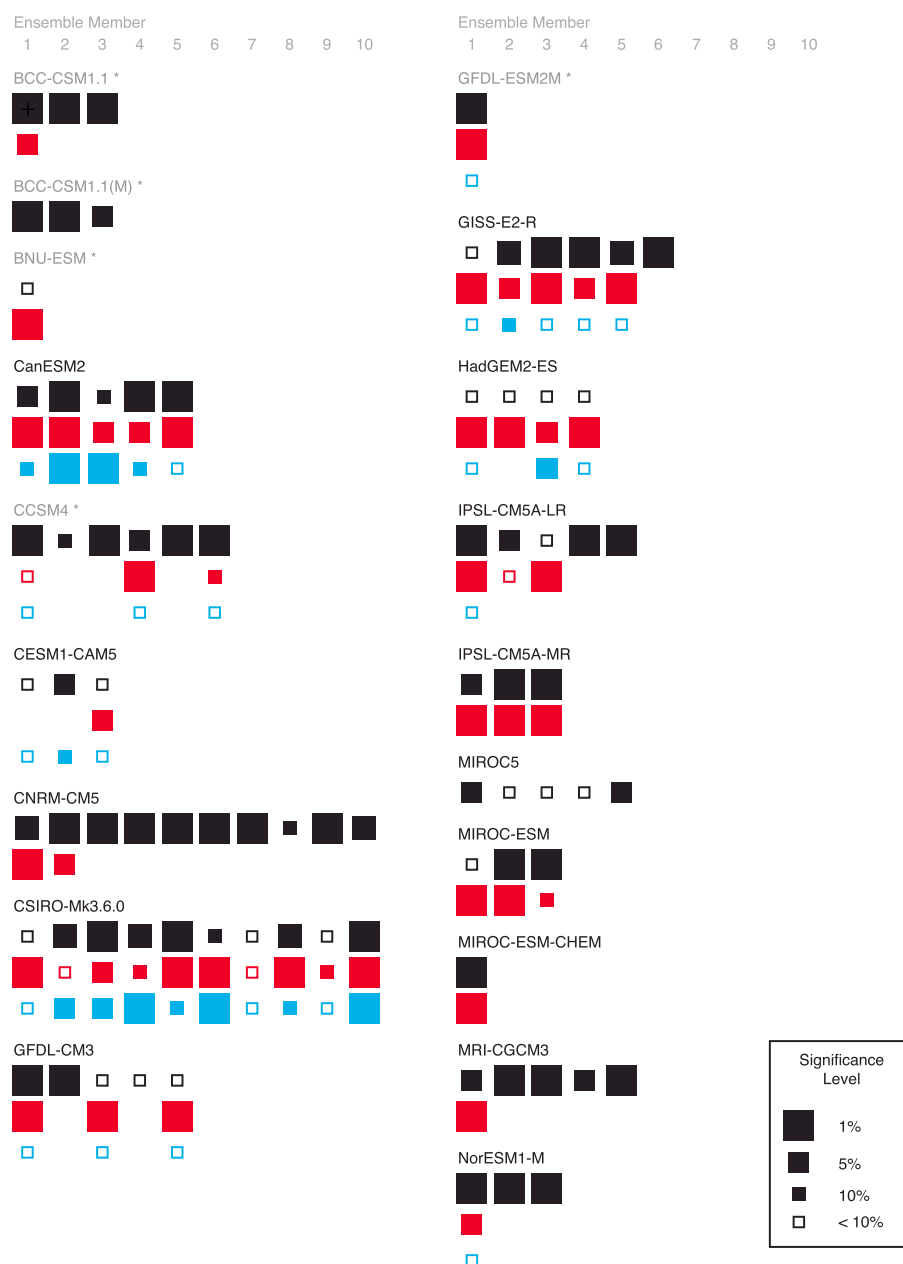 Ensemble Member
1 2 3 4 5 6 7 8 9 10
BCC-CSM1.1 *
BCC-CSM1.1(M) *
BNU-ESM *
CanESM2
CCSM4 *
CESM1-CAM5
CNRM-CM5
CSIRO-Mk3.6.0
GFDL-CM3
Ensemble Member
1 2 3 4 5 6 7 8 9 10
GFDL-ESM2M *
GISS-E2-R
HadGEM2-ES
IPSL-CM5A-LR
IPSL-CM5A-MR
MIROC5
MIROC-ESM
MIROC-ESM-CHEM
MRI-CGCM3
NorESM1-M
Significance
Level
1%
5%
10%
< 10%